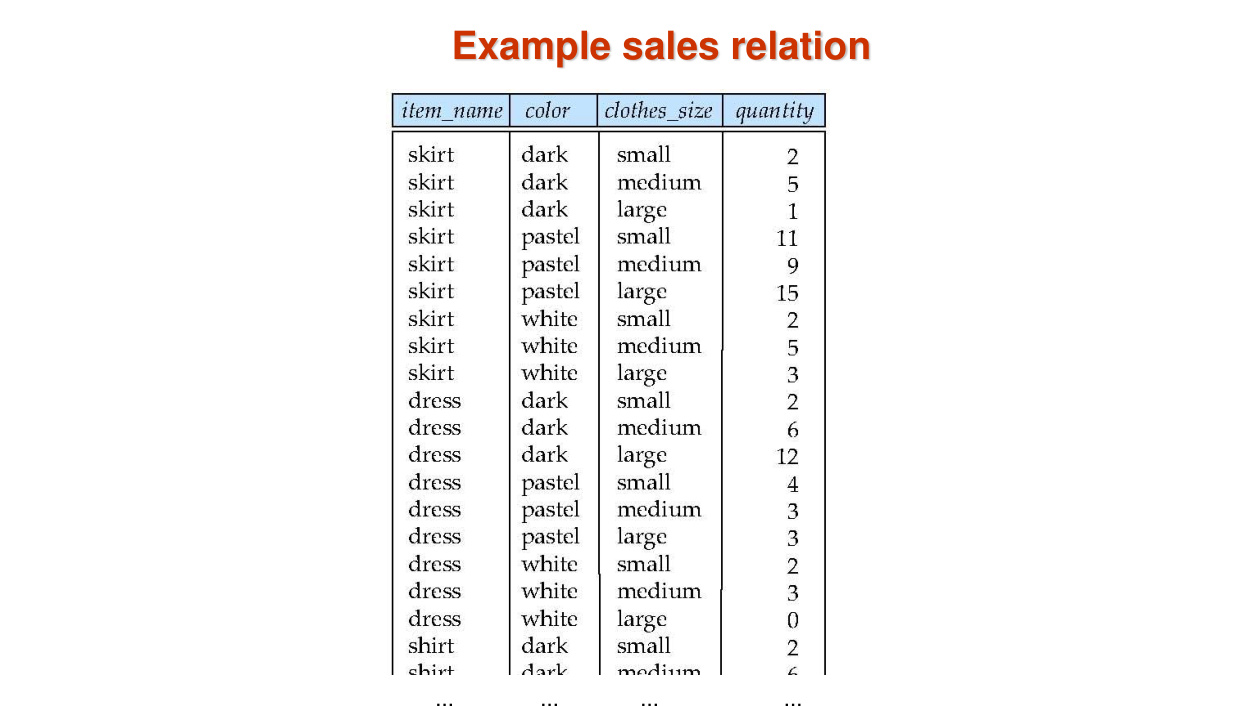 Example sales relation
item_name color clothes_size quantity
skirt dark small 2
skirt dark medium 5
skirt dark large 1
skirt pastel small 11
skirt pastel medium 9
skirt pastel large 15
skirt white small 2
skirt white medium 5
skirt white large 3
dress dark small 2
dress dark medium 6
dress dark large 12
dress pastel small 4
dress pastel medium 3
dress pastel large 3
dress white small 2
dress white medium 3
dress white large 0
shirt dark small 2
shirt dark medium 6
... ... ... ...